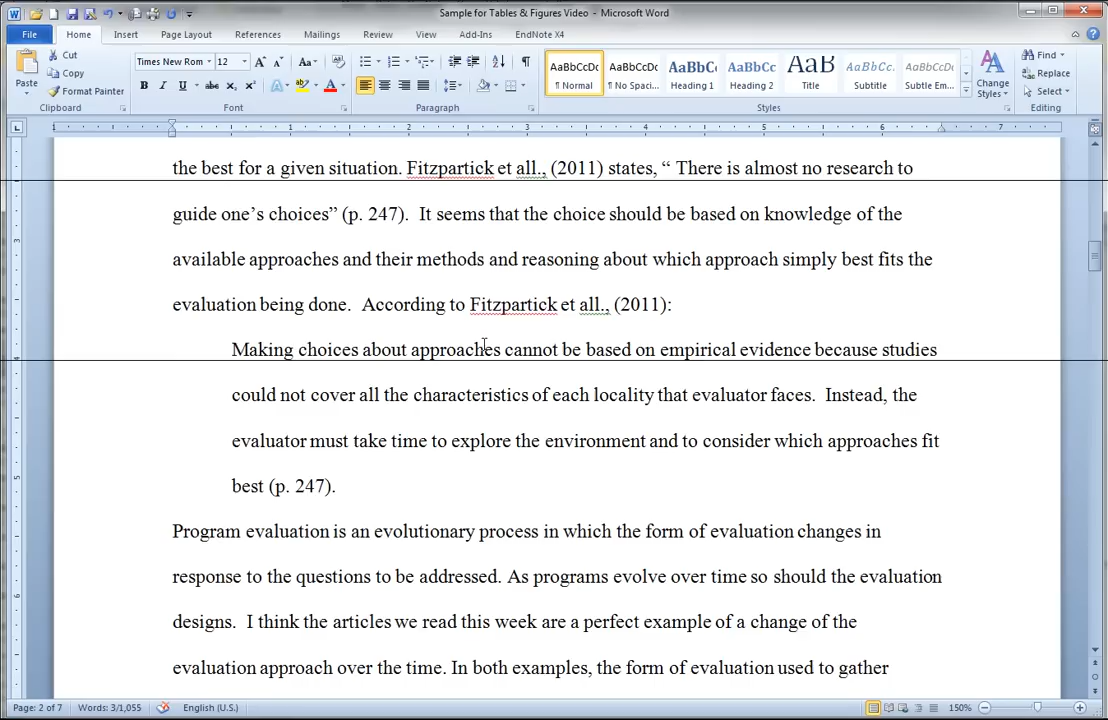 Sample for Tables & Figures Video - Microsoft Word
File Home Insert Page Layout References Mailings Review View Add-Ins EndNote X4
Paste
Cut
Copy
Format Painter
Clipboard
Times New Rom 12
Font
Paragraph
AaBbCcDc AaBbCcDc AaBbCc AaBbCc AaB AaBbCcI AaBbCcDc
¶ Normal ¶ No Spaci... Heading 1 Heading 2 Title Subtitle Subtle Em...
Change Styles
Styles
Find
Replace
Select
Editing
1 1 2 3 4 5 6 7
the best for a given situation. Fitzpartick et all., (2011) states, “ There is almost no research to
guide one’s choices” (p. 247).  It seems that the choice should be based on knowledge of the
available approaches and their methods and reasoning about which approach simply best fits the
evaluation being done.  According to Fitzpartick et all., (2011):
Making choices about approaches cannot be based on empirical evidence because studies
could not cover all the characteristics of each locality that evaluator faces.  Instead, the
evaluator must take time to explore the environment and to consider which approaches fit
best (p. 247).
Program evaluation is an evolutionary process in which the form of evaluation changes in
response to the questions to be addressed. As programs evolve over time so should the evaluation
designs.  I think the articles we read this week are a perfect example of a change of the
evaluation approach over the time. In both examples, the form of evaluation used to gather
Page: 2 of 7 Words: 3/1,055 English (U.S.) 150%